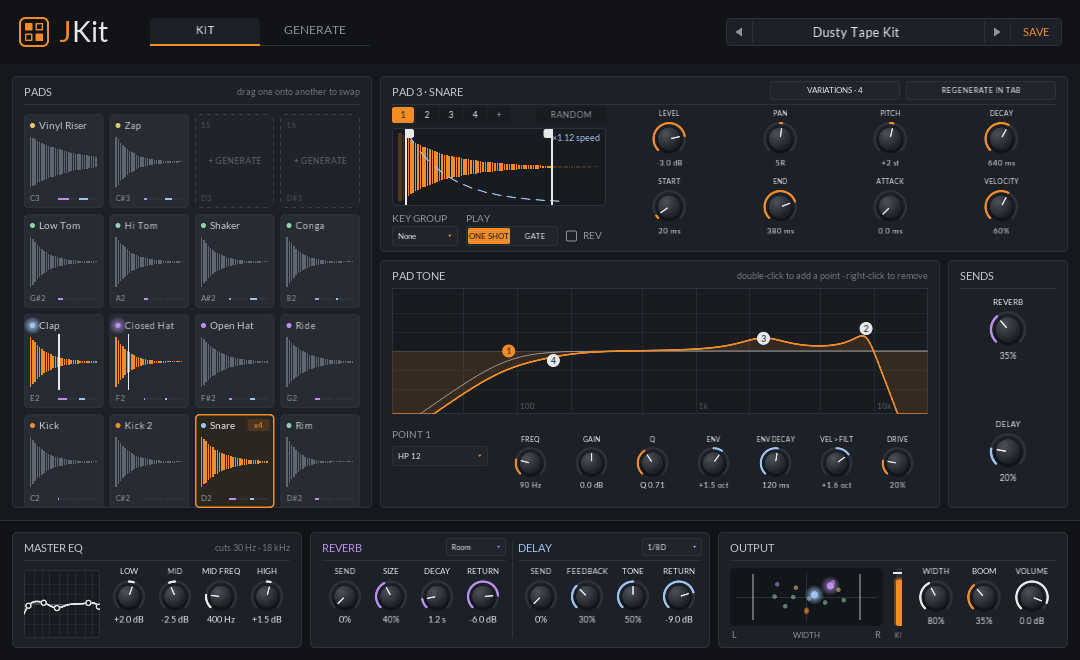 JKit
KIT
GENERATE
Dusty Tape Kit
SAVE
PADS
drag one onto another to swap
Vinyl Riser
Zap
15
16
+ GENERATE
+ GENERATE
C3
C#3
D3
D#3
Low Tom
Hi Tom
Shaker
Conga
G#2
A2
A#2
B2
Clap
Closed Hat
Open Hat
Ride
E2
F2
F#2
G2
Kick
Kick 2
Snare
x4
Rim
C2
C#2
D2
D#2
PAD 3 · SNARE
VARIATIONS · 4
REGENERATE IN TAB
1
2
3
4
+
RANDOM
×1.12 speed
KEY GROUP
PLAY
None
ONE SHOT
GATE
REV
LEVEL
PAN
PITCH
DECAY
-3.0 dB
5R
+2 st
640 ms
START
END
ATTACK
VELOCITY
20 ms
380 ms
0.0 ms
60%
PAD TONE
double-click to add a point · right-click to remove
1
4
3
2
100
1k
10k
POINT 1
HP 12
FREQ
GAIN
Q
ENV
ENV DECAY
VEL > FILT
DRIVE
90 Hz
0.0 dB
Q 0.71
+1.5 oct
120 ms
+1.6 oct
20%
SENDS
REVERB
35%
DELAY
20%
MASTER EQ
cuts 30 Hz · 18 kHz
LOW
MID
MID FREQ
HIGH
+2.0 dB
-2.5 dB
400 Hz
+1.5 dB
REVERB
Room
SEND
SIZE
DECAY
RETURN
0%
40%
1.2 s
-6.0 dB
DELAY
1/8D
SEND
FEEDBACK
TONE
RETURN
0%
30%
50%
-9.0 dB
OUTPUT
L
WIDTH
R
KI
WIDTH
BOOM
VOLUME
80%
35%
0.0 dB